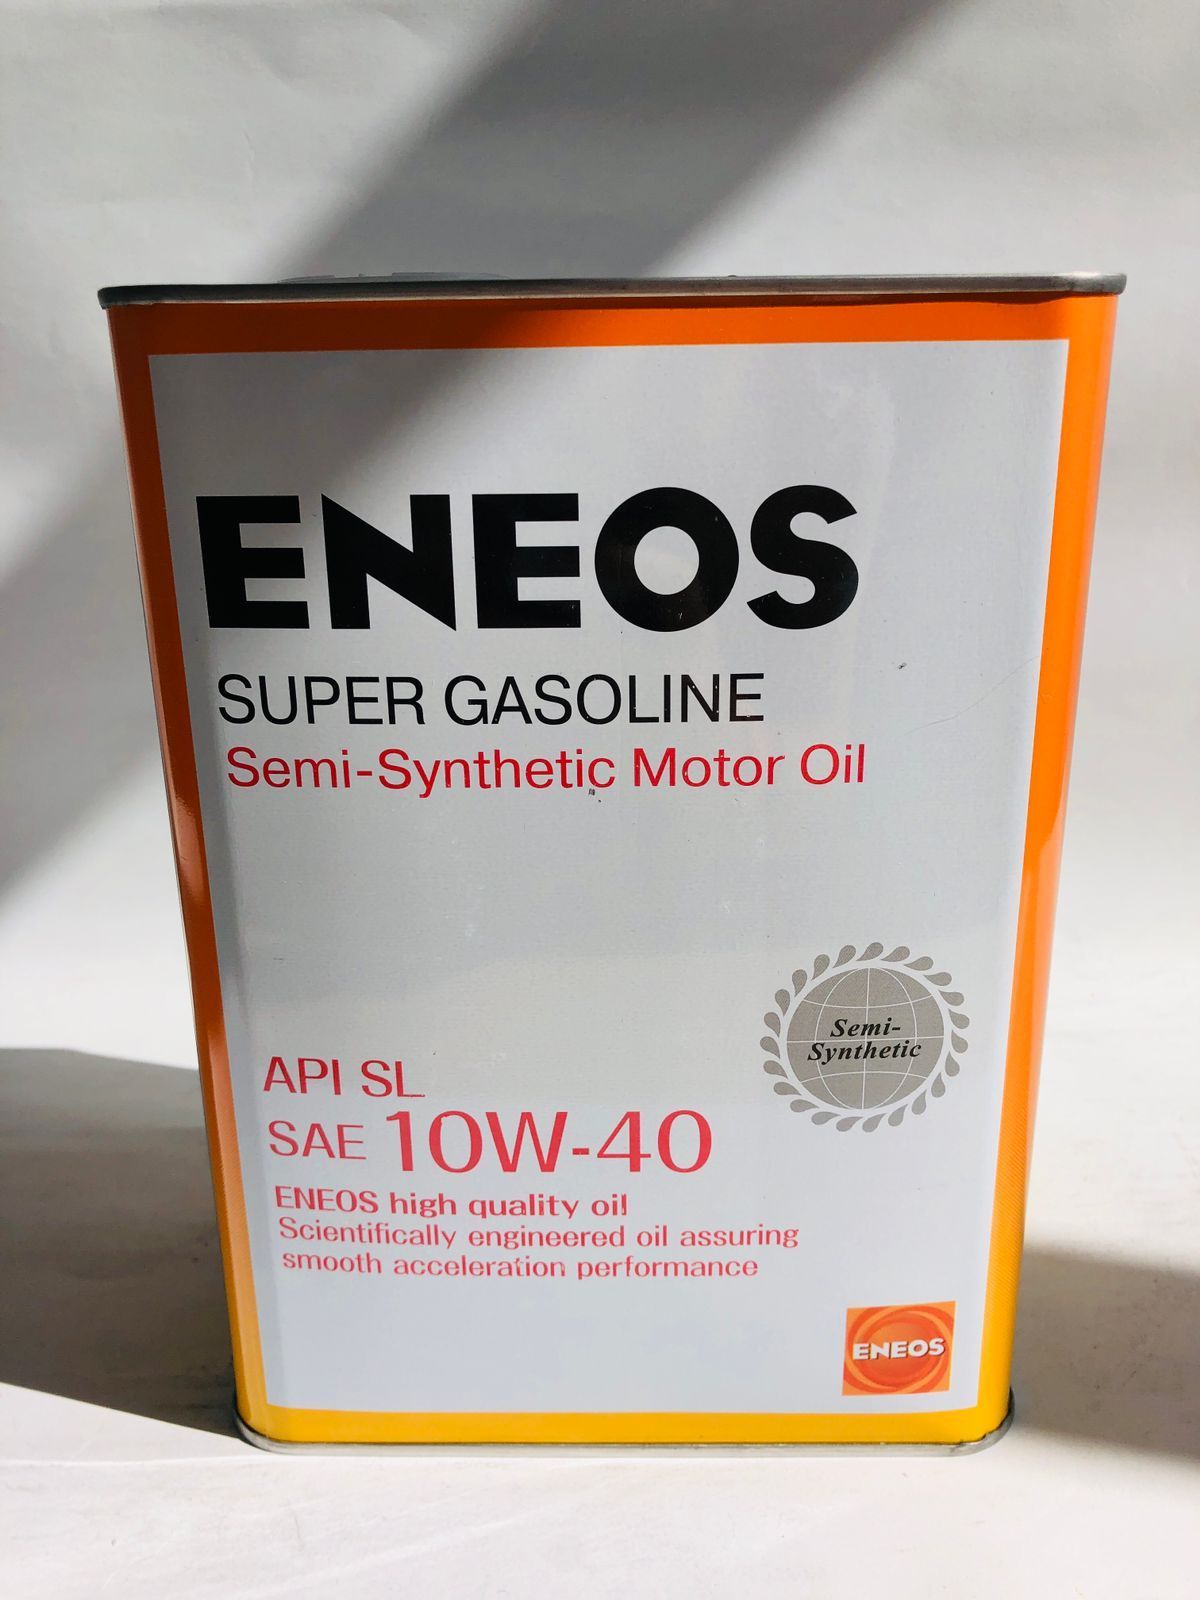 ENEOS
SUPER GASOLINE
Semi-Synthetic Motor Oil
Semi-
Synthetic
API SL
SAE 10W-40
ENEOS high quality oil
Scientifically engineered oil assuring
smooth acceleration performance
ENEOS